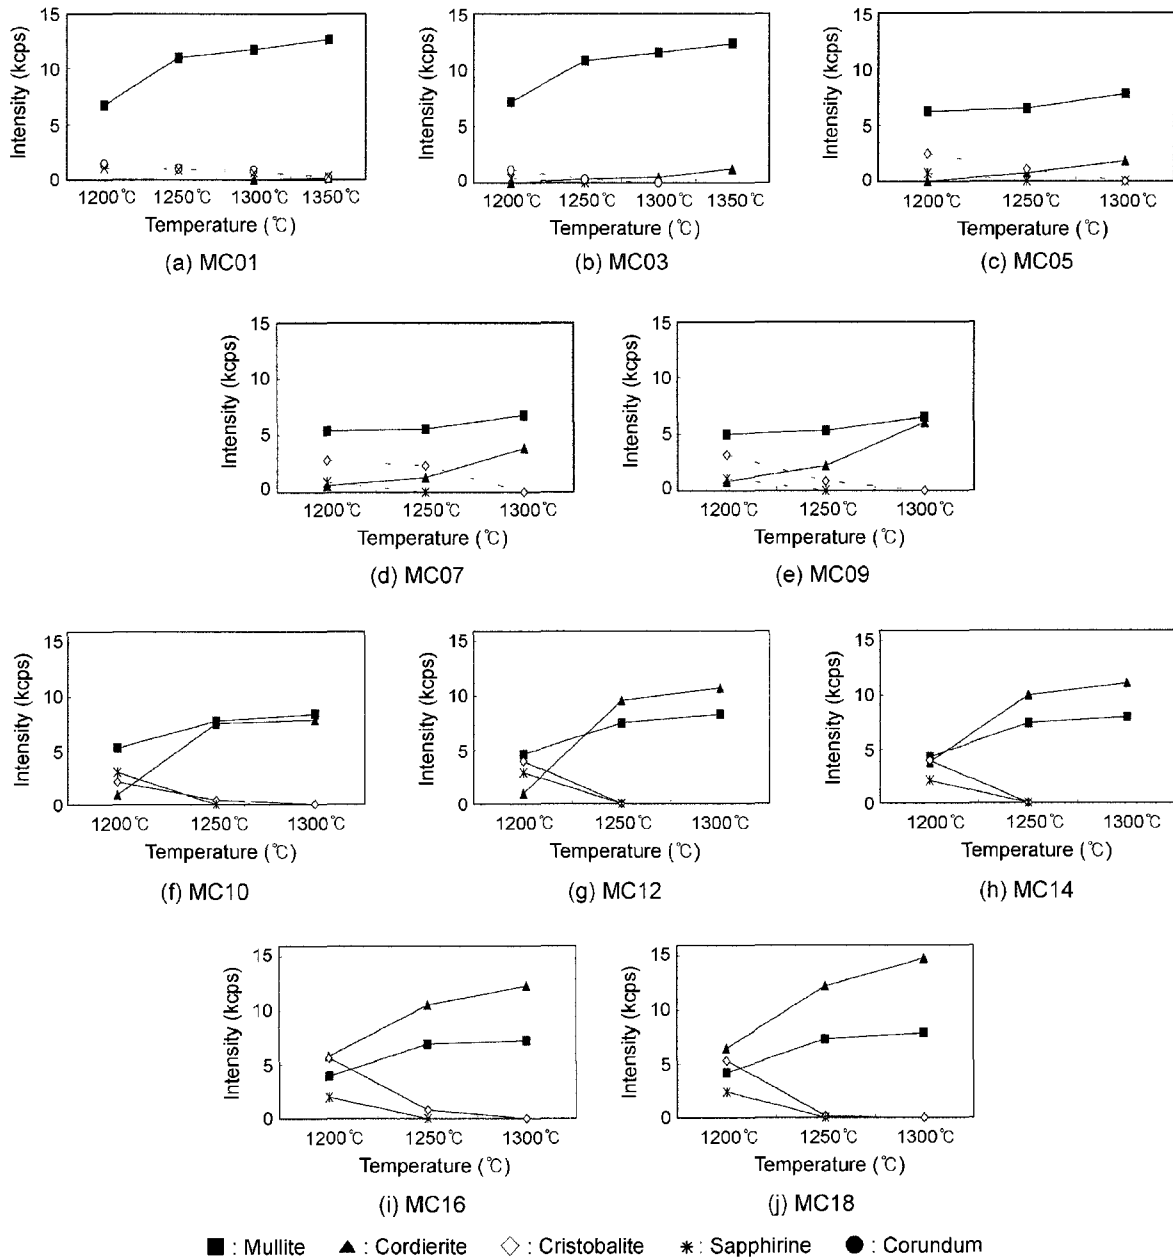 Intensity (kcps)
15
10
5
0
1200℃ 1250℃ 1300℃ 1350℃
Temperature (℃)
(a) MC01
Intensity (kcps)
15
10
5
0
1200℃ 1250℃ 1300℃ 1350℃
Temperature (℃)
(b) MC03
Intensity (kcps)
15
10
5
0
1200℃ 1250℃ 1300℃
Temperature (℃)
(c) MC05
Intensity (kcps)
15
10
5
0
1200℃ 1250℃ 1300℃
Temperature (℃)
(d) MC07
Intensity (kcps)
15
10
5
0
1200℃ 1250℃ 1300℃
Temperature (℃)
(e) MC09
Intensity (kcps)
15
10
5
0
1200℃ 1250℃ 1300℃
Temperature (℃)
(f) MC10
Intensity (kcps)
15
10
5
0
1200℃ 1250℃ 1300℃
Temperature (℃)
(g) MC12
Intensity (kcps)
15
10
5
0
1200℃ 1250℃ 1300℃
Temperature (℃)
(h) MC14
Intensity (kcps)
15
10
5
0
1200℃ 1250℃ 1300℃
Temperature (℃)
(i) MC16
Intensity (kcps)
15
10
5
0
1200℃ 1250℃ 1300℃
Temperature (℃)
(j) MC18
■ : Mullite ▲ : Cordierite ◇ : Cristobalite ✳ : Sapphirine ● : Corundum